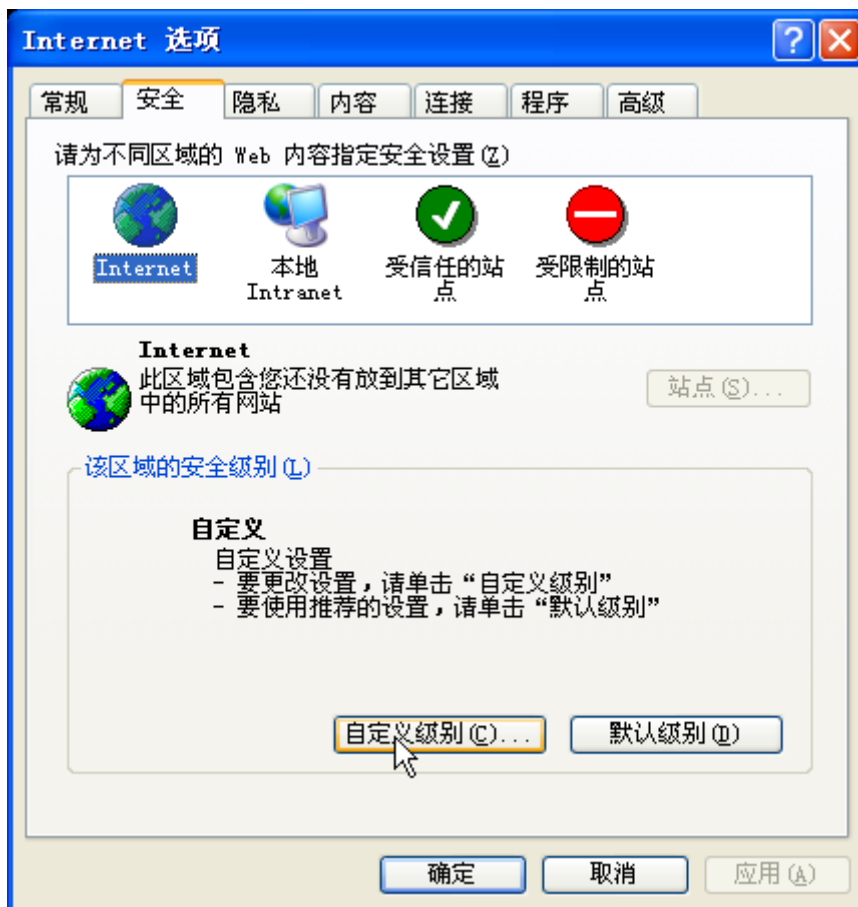 Internet 选项
常规 安全 隐私 内容 连接 程序 高级
请为不同区域的 Web 内容指定安全设置(Z)
Internet
本地
Intranet
受信任的站
点
受限制的站
点
Internet
此区域包含您还没有放到其它区域
中的所有网站
站点(S)...
该区域的安全级别(L)
自定义
自定义设置
- 要更改设置，请单击“自定义级别”
- 要使用推荐的设置，请单击“默认级别”
自定义级别(C)... 默认级别(D)
确定 取消 应用(A)